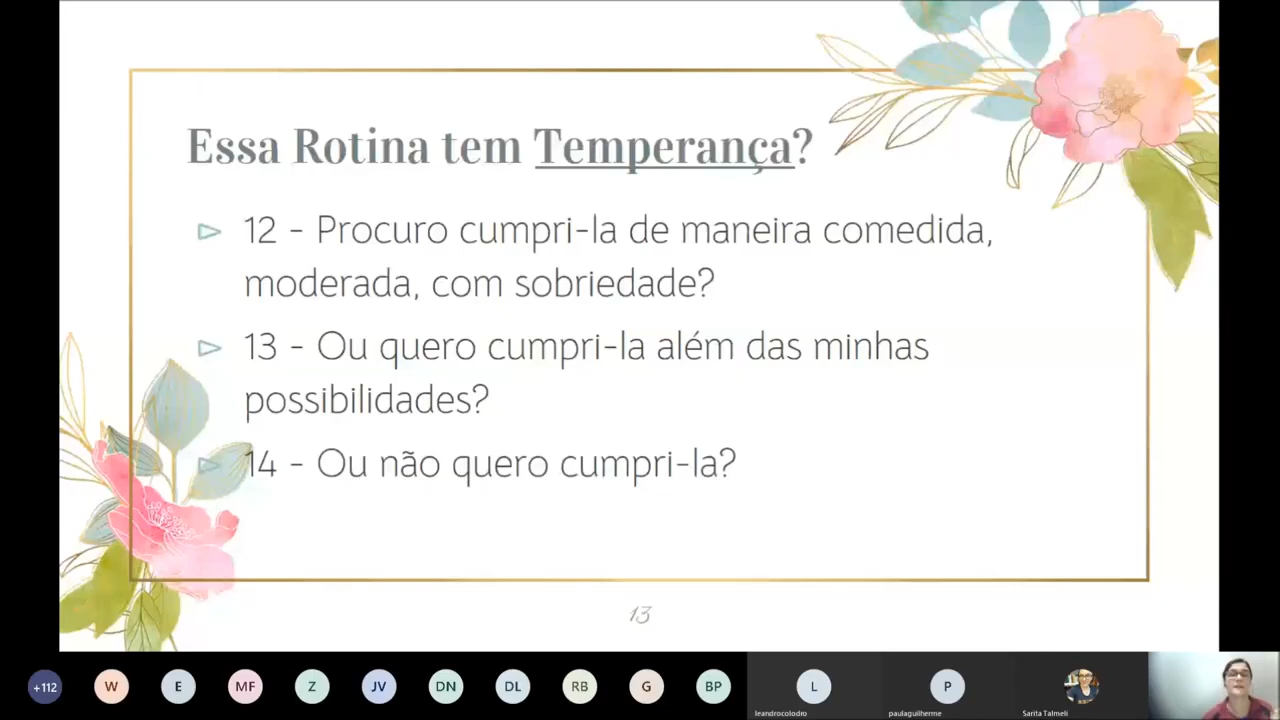 Essa Rotina tem Temperança?
12 - Procuro cumpri-la de maneira comedida,
moderada, com sobriedade?
13 - Ou quero cumpri-la além das minhas
possibilidades?
14 - Ou não quero cumpri-la?
13
+112 W E MF Z JV DN DL RB G BP L P
leandrocolodro paulaguilherme Sarita Talmeli